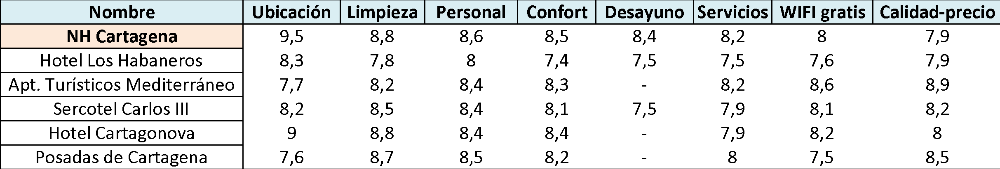 Nombre Ubicación Limpieza Personal Confort Desayuno Servicios WIFI gratis Calidad-precio
NH Cartagena 9,5 8,8 8,6 8,5 8,4 8,2 8 7,9
Hotel Los Habaneros 8,3 7,8 8 7,4 7,5 7,5 7,6 7,9
Apt. Turísticos Mediterráneo 7,7 8,2 8,4 8,3 - 8,2 8,6 8,9
Sercotel Carlos III 8,2 8,5 8,4 8,1 7,5 7,9 8,1 8,2
Hotel Cartagonova 9 8,8 8,4 8,4 - 7,9 8,2 8
Posadas de Cartagena 7,6 8,7 8,5 8,2 - 8 7,5 8,5